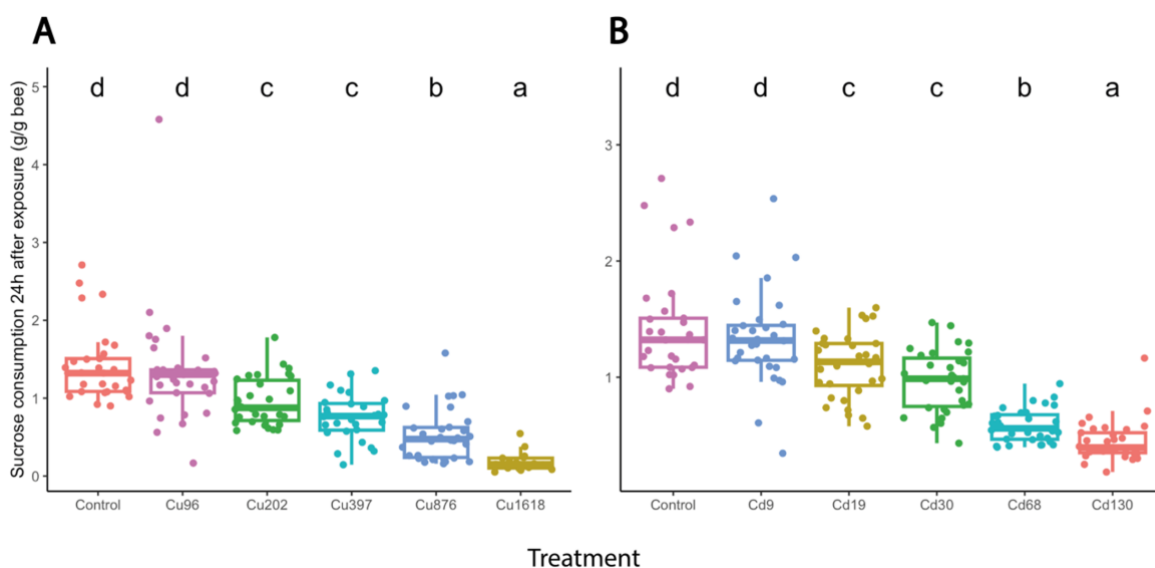 A
B
Sucrose consumption 24h after exposure (g/g bee)
5
4
3
2
1
0
d d c c b a
Control Cu96 Cu202 Cu397 Cu876 Cu1618
3
2
1
d d c c b a
Control Cd9 Cd19 Cd30 Cd68 Cd130
Treatment